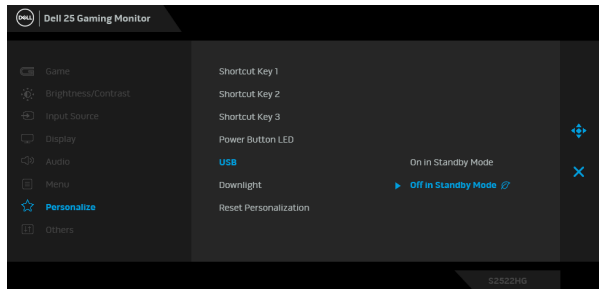 DELL
Dell 25 Gaming Monitor
Game
Brightness/Contrast
Input Source
Display
Audio
Menu
Personalize
Others
Shortcut Key 1
Shortcut Key 2
Shortcut Key 3
Power Button LED
USB On in Standby Mode
Downlight Off in Standby Mode
Reset Personalization
S2522HG